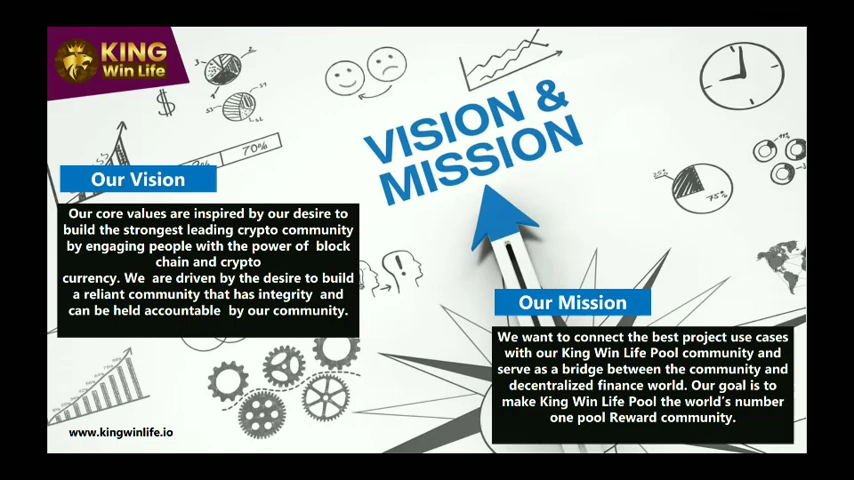 KING
Win Life
VISION &
MISSION
70%
Our Vision
Our core values are inspired by our desire to
build the strongest leading crypto community
by engaging people with the power of block
chain and crypto
currency. We are driven by the desire to build
a reliant community that has integrity and
can be held accountable by our community.
75%
Our Mission
We want to connect the best project use cases
with our King Win Life Pool community and
serve as a bridge between the community and
decentralized finance world. Our goal is to
make King Win Life Pool the world's number
one pool Reward community.
www.kingwinlife.io